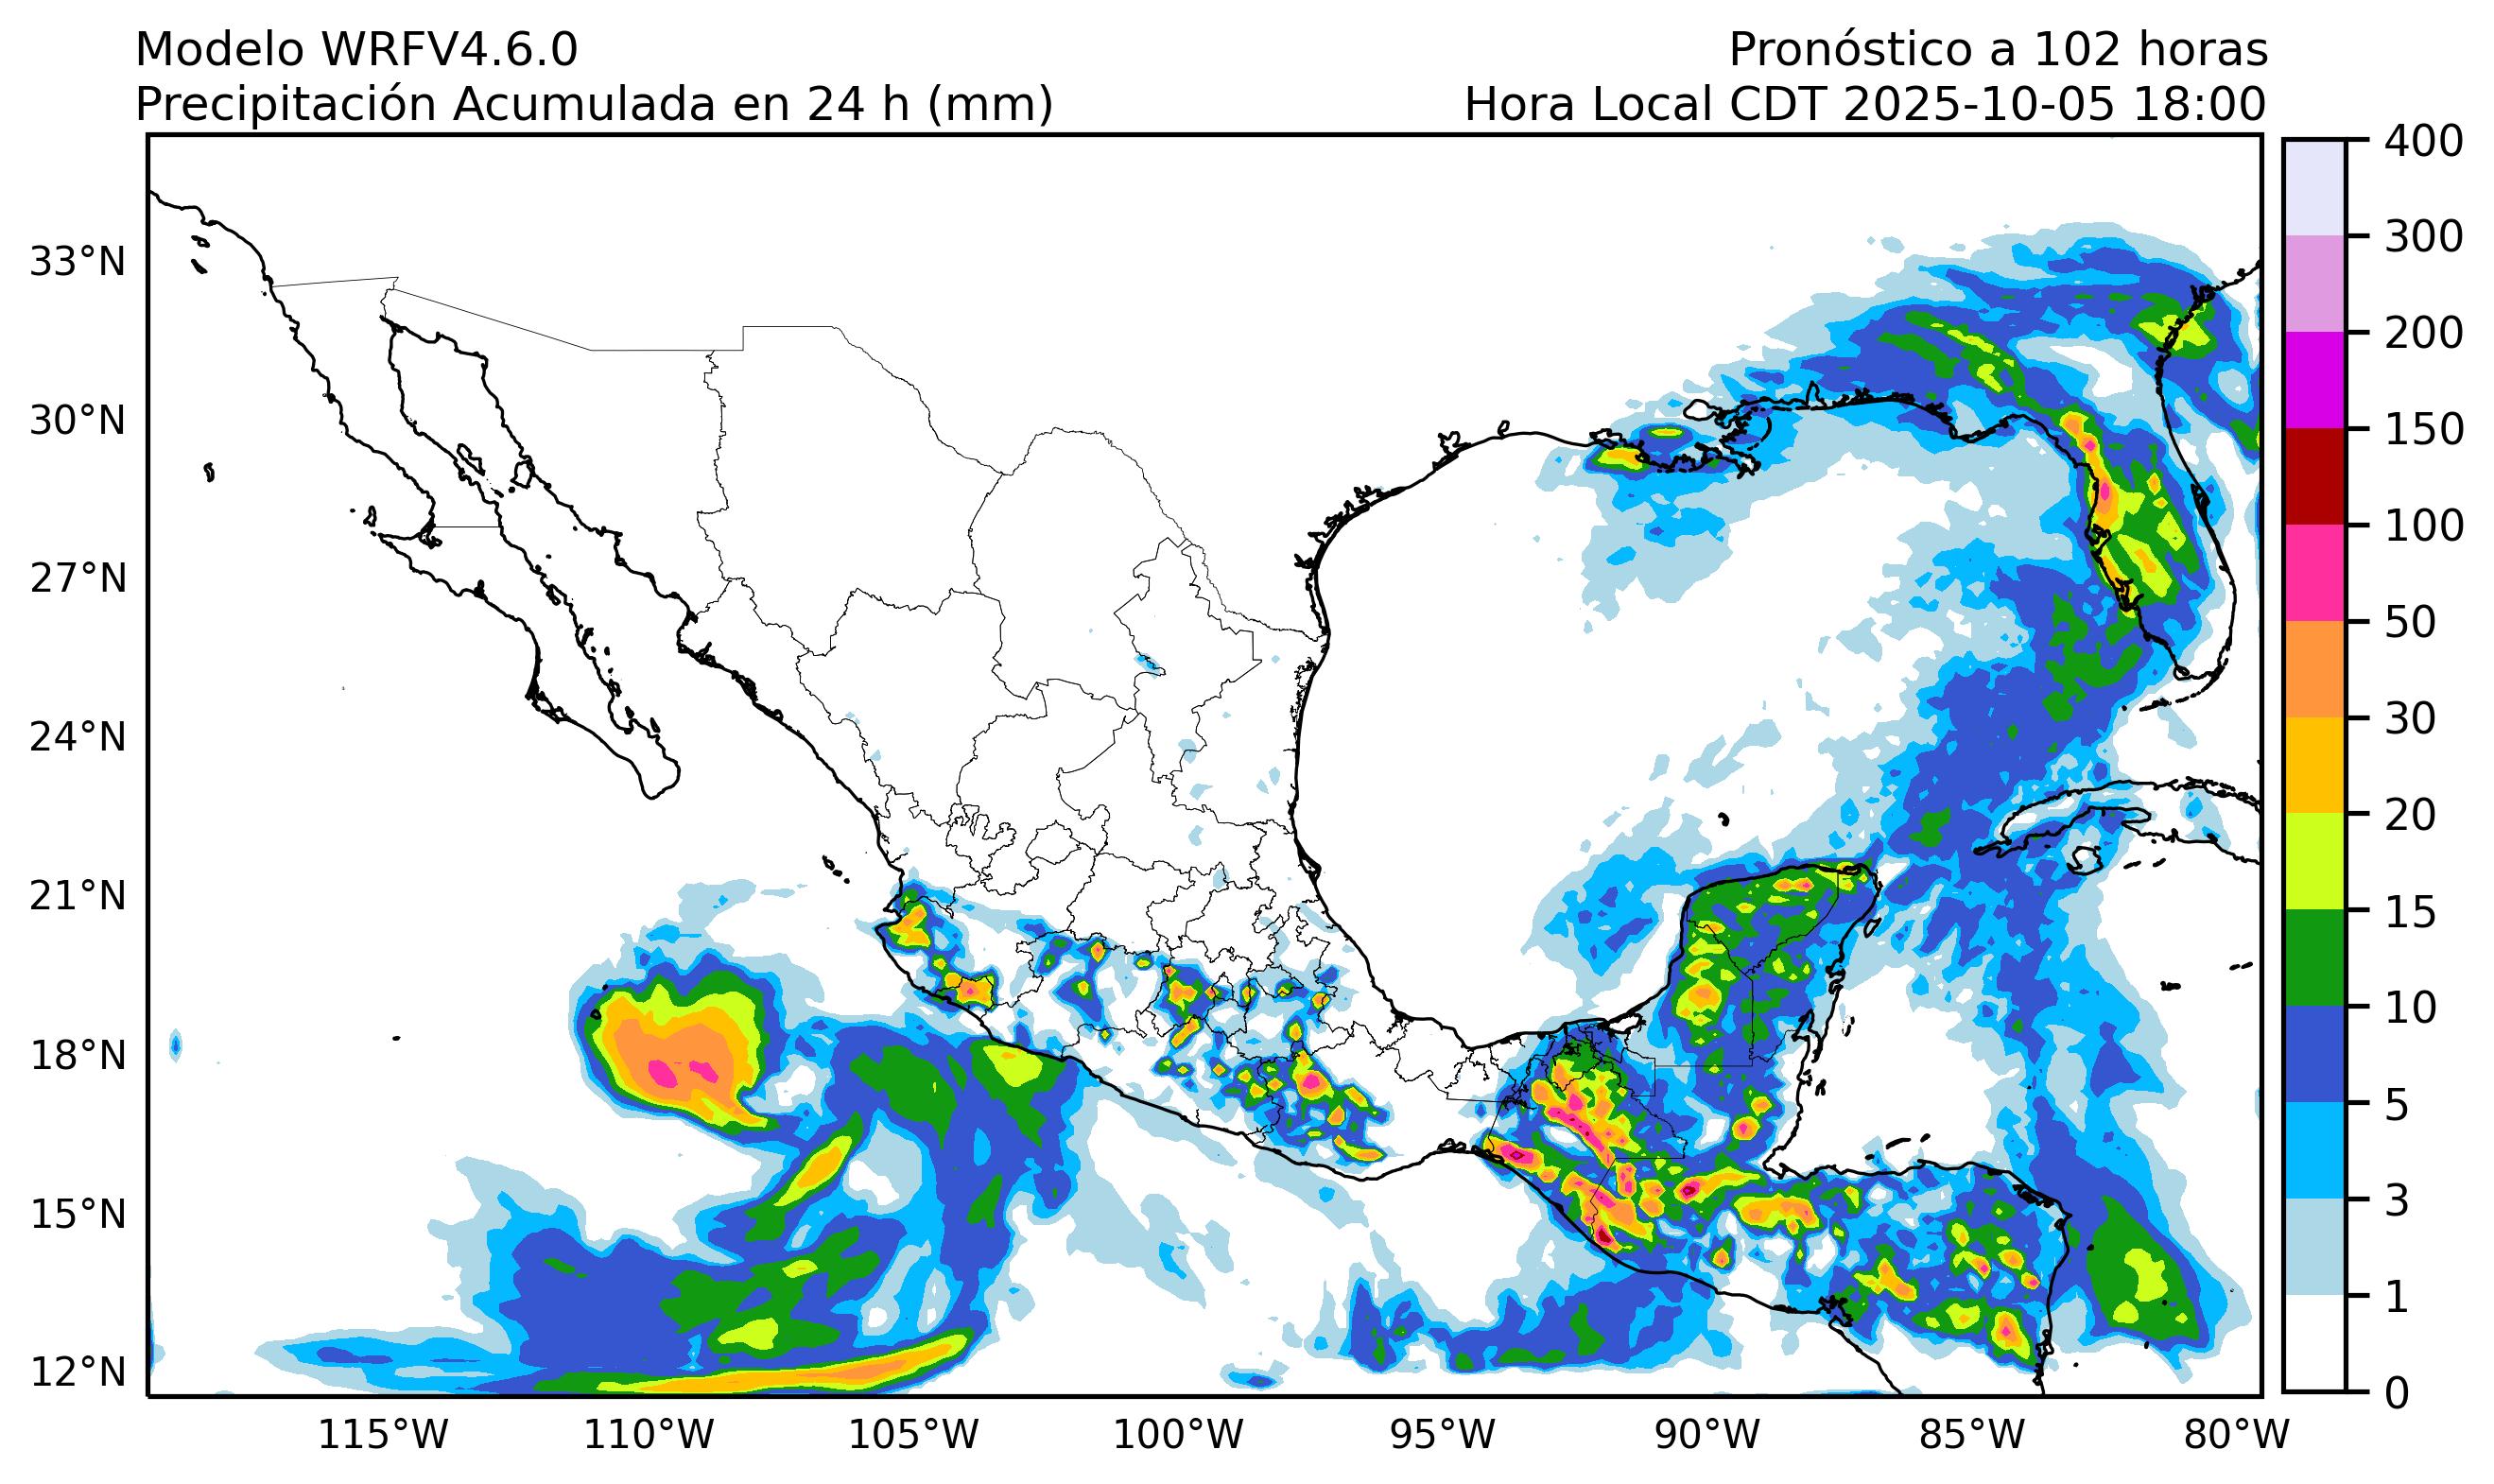 Modelo WRFV4.6.0
Pronóstico a 102 horas
Precipitación Acumulada en 24 h (mm)
Hora Local CDT 2025-10-05 18:00
33°N
30°N
27°N
24°N
21°N
18°N
15°N
12°N
115°W
110°W
105°W
100°W
95°W
90°W
85°W
80°W
400
300
200
150
100
50
30
20
15
10
5
3
1
0